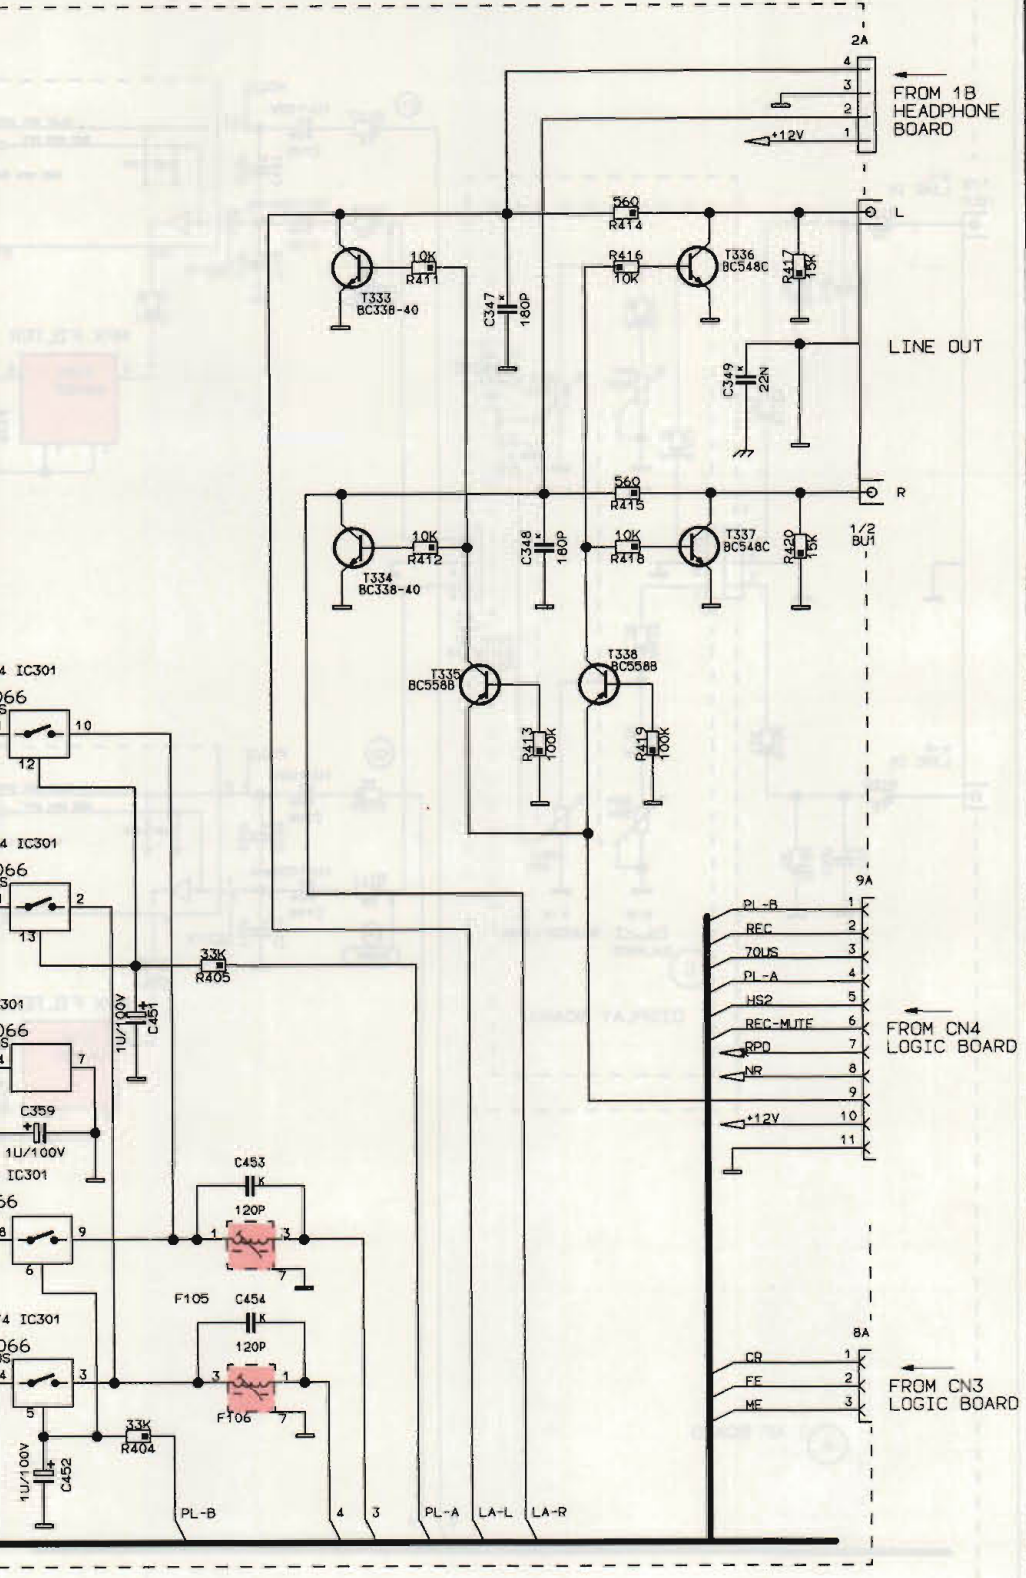 2A
4
3
2
1
+12V
FROM 1B
HEADPHONE
BOARD
560
R414
L
10K
R411
T333
BC338-40
C347
180P
R416
10K
T336
BC548C
R417
15K
C349
22N
LINE OUT
560
R415
R
1/2
BU1
10K
R412
T334
BC338-40
C348
180P
10K
R418
T337
BC548C
R420
15K
4 IC301
066
10
12
T335
BC558B
R413
100K
T338
BC558B
R419
100K
4 IC301
066
2
13
33K
R405
1U/100V
C451
301
066
7
C359
1U/100V
IC301
66
8
9
6
C453
K
120P
1
3
7
F105
C454
K
120P
3
1
7
F106
4 IC301
066
4
3
5
33K
R404
1U/100V
C452
PL-B
4
3
PL-A
LA-L
LA-R
9A
PL-B 1
REC 2
70US 3
PL-A 4
HS2 5
REC-MUTE 6
RPD 7
NR 8
9
+12V 10
11
FROM CN4
LOGIC BOARD
8A
CR 1
FE 2
ME 3
FROM CN3
LOGIC BOARD